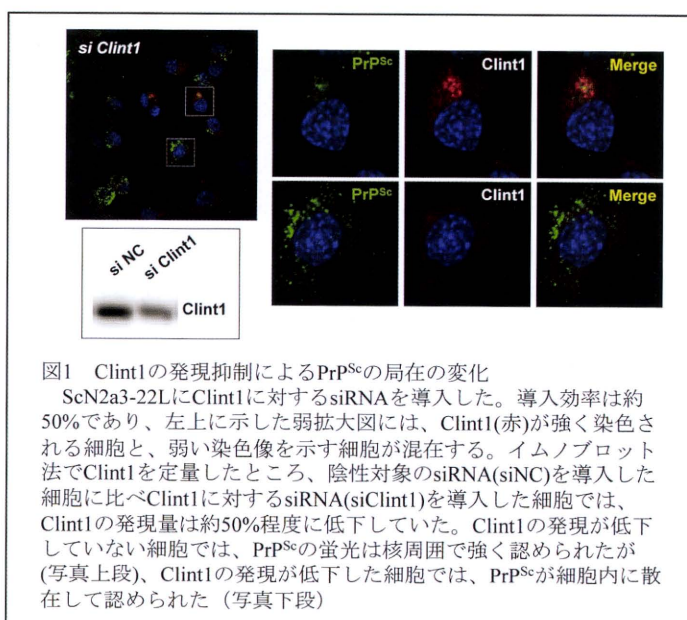 si Clint1
PrPSc
Clint1
Merge
PrPSc
Clint1
Merge
si NC
si Clint1
Clint1
図1 Clint1の発現抑制によるPrPScの局在の変化
ScN2a3-22LにClint1に対するsiRNAを導入した。導入効率は約
50%であり、左上に示した弱拡大図には、Clint1(赤)が強く染色さ
れる細胞と、弱い染色像を示す細胞が混在する。イムノブロット
法でClint1を定量したところ、陰性対象のsiRNA(siNC)を導入した
細胞に比べClint1に対するsiRNA(siClint1)を導入した細胞では、
Clint1の発現量は約50%程度に低下していた。Clint1の発現が低下
していない細胞では、PrPScの蛍光は核周囲で強く認められたが
(写真上段)、Clint1の発現が低下した細胞では、PrPScが細胞内に散
在して認められた（写真下段）